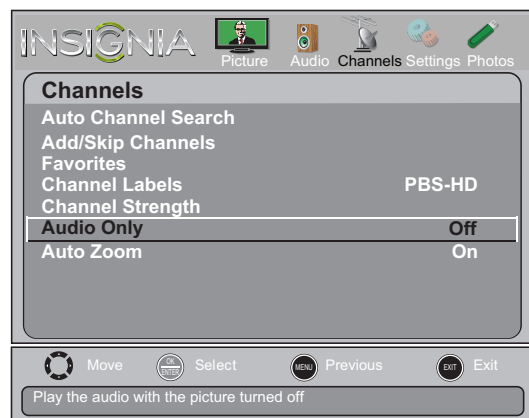 INSIGNIA
Picture Audio Channels Settings Photos
Channels
Auto Channel Search
Add/Skip Channels
Favorites
Channel Labels PBS-HD
Channel Strength
Audio Only Off
Auto Zoom On
Move OK ENTER Select MENU Previous EXIT Exit
Play the audio with the picture turned off